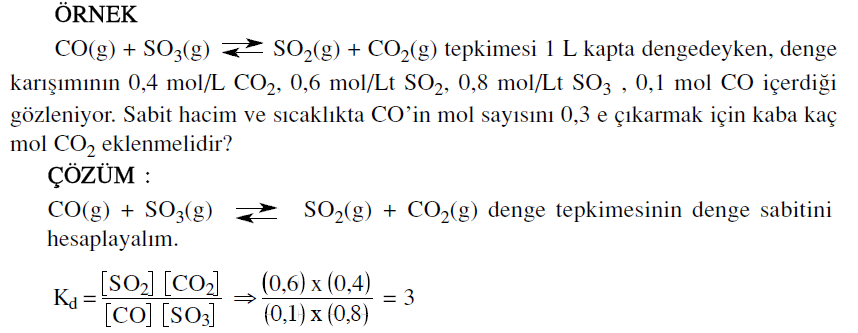 ÖRNEK
CO(g) + SO₃(g) ⇄ SO₂(g) + CO₂(g) tepkimesi 1 L kapta dengedeyken, denge
karışımının 0,4 mol/L CO₂, 0,6 mol/Lt SO₂, 0,8 mol/Lt SO₃ , 0,1 mol CO içerdiği
gözleniyor. Sabit hacim ve sıcaklıkta CO'in mol sayısını 0,3 e çıkarmak için kaba kaç
mol CO₂ eklenmelidir?
ÇÖZÜM :
CO(g) + SO₃(g) ⇄ SO₂(g) + CO₂(g) denge tepkimesinin denge sabitini
hesaplayalım.
K_d = [SO₂] [CO₂] / [CO] [SO₃] ⇒ (0,6) x (0,4) / (0,1) x (0,8) = 3